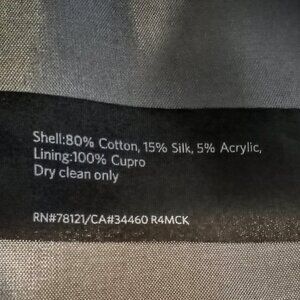 Shell:80% Cotton, 15% Silk, 5% Acrylic,
Lining:100% Cupro
Dry clean only
RN#78121/CA#34460 R4MCK